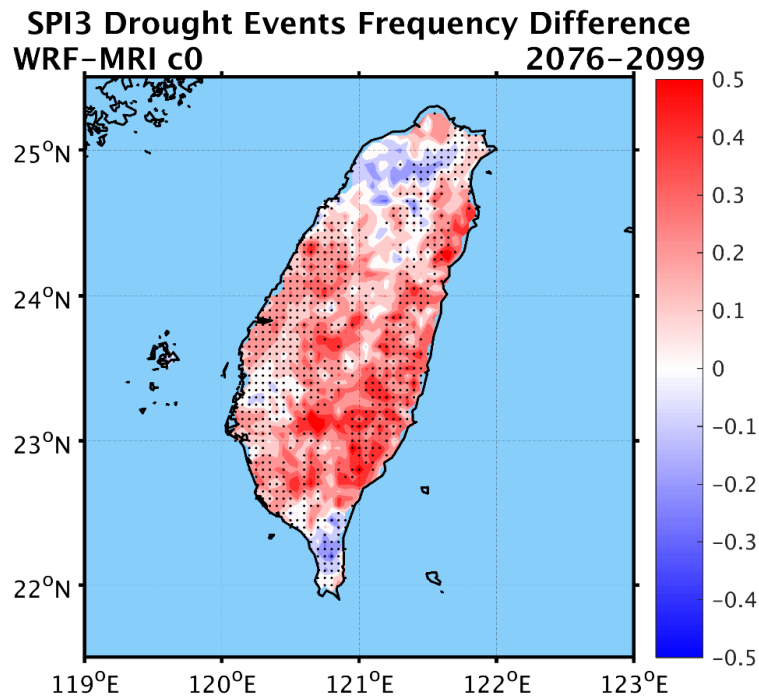 SPI3 Drought Events Frequency Difference
WRF-MRI c0 2076-2099
0.5
0.4
0.3
0.2
0.1
0
-0.1
-0.2
-0.3
-0.4
-0.5
25°N
24°N
23°N
22°N
119°E 120°E 121°E 122°E 123°E